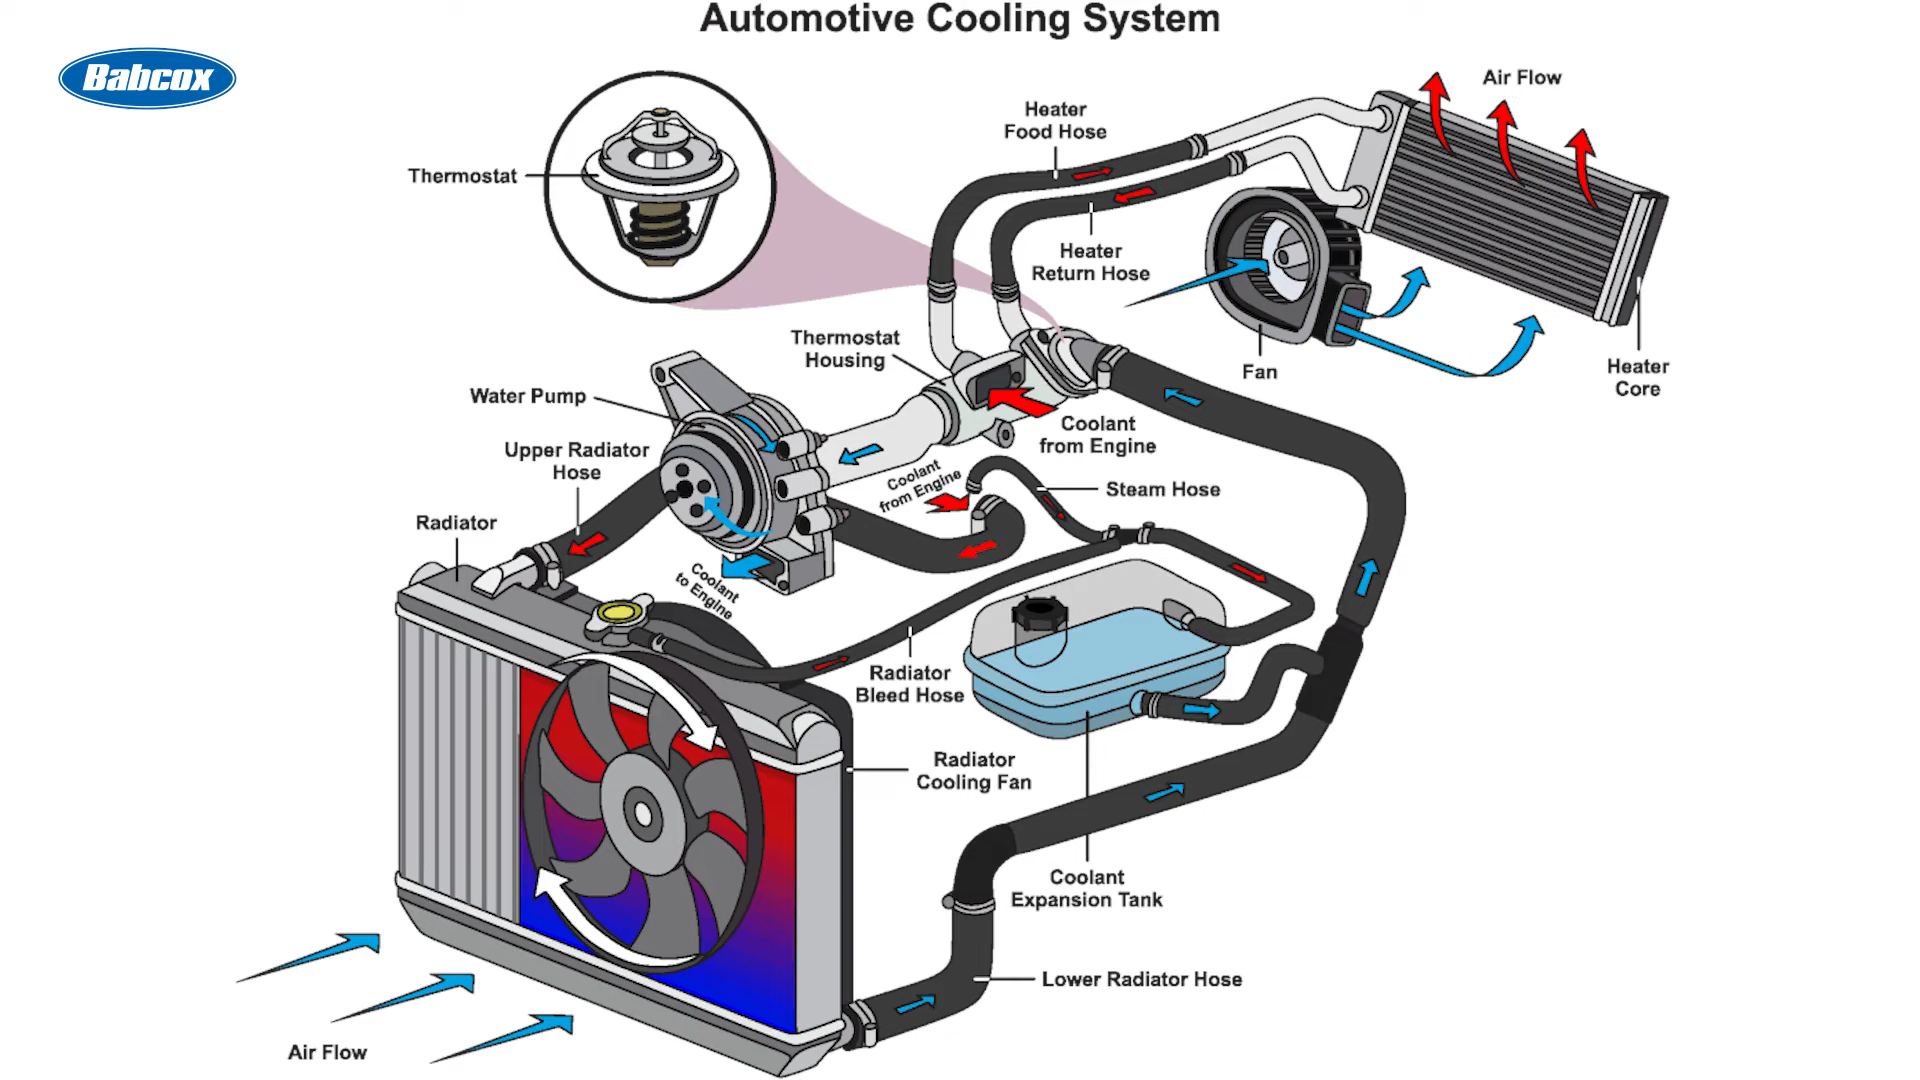 Automotive Cooling System
Babcox
Air Flow
Heater
Food Hose
Thermostat
Heater
Return Hose
Thermostat
Housing
Fan
Heater
Core
Water Pump
Coolant
from Engine
Upper Radiator
Hose
Coolant
from Engine
Steam Hose
Radiator
Coolant
to Engine
Radiator
Bleed Hose
Radiator
Cooling Fan
Coolant
Expansion Tank
Lower Radiator Hose
Air Flow